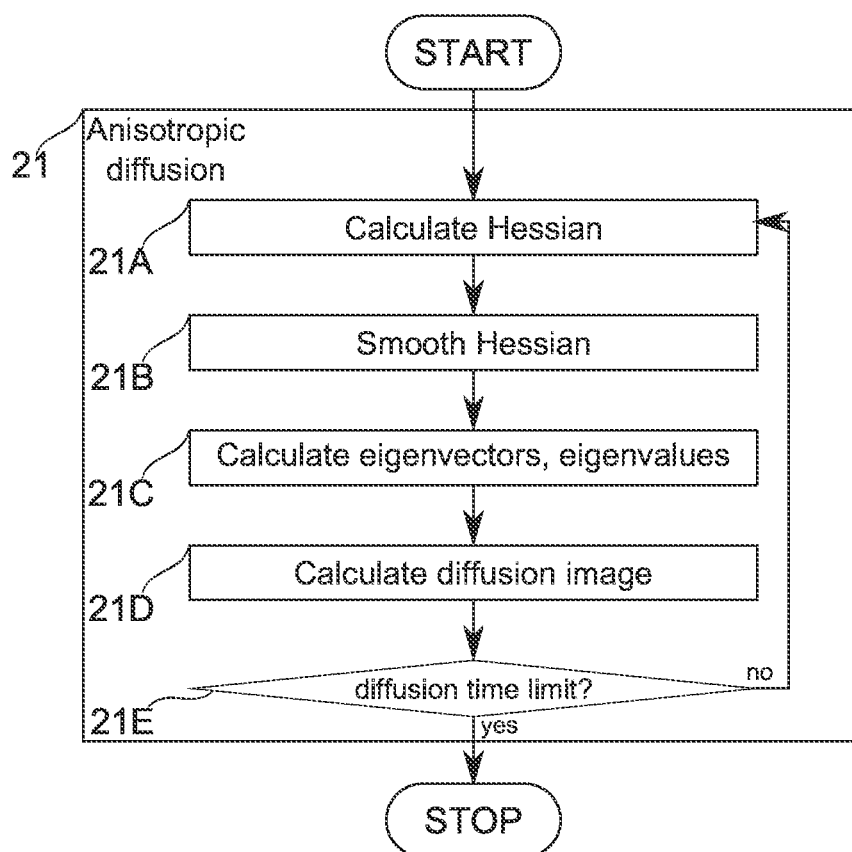 START
21
Anisotropic
diffusion
Calculate Hessian
21A
Smooth Hessian
21B
Calculate eigenvectors, eigenvalues
21C
Calculate diffusion image
21D
diffusion time limit?
no
21E
yes
STOP